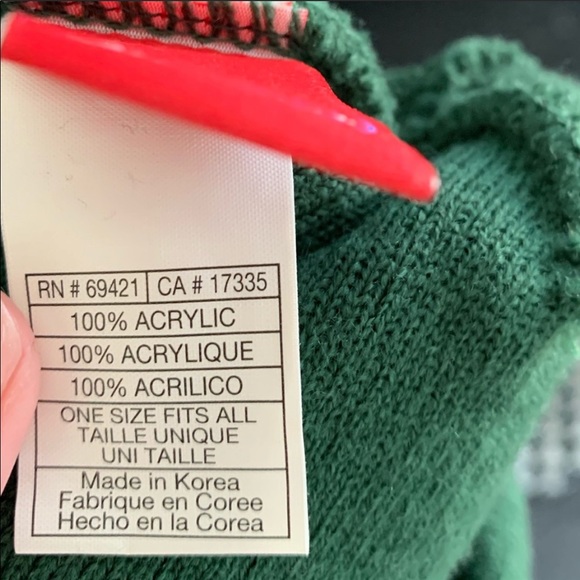 RN # 69421 CA # 17335
100% ACRYLIC
100% ACRYLIQUE
100% ACRILICO
ONE SIZE FITS ALL
TAILLE UNIQUE
UNI TAILLE
Made in Korea
Fabrique en Coree
Hecho en la Corea